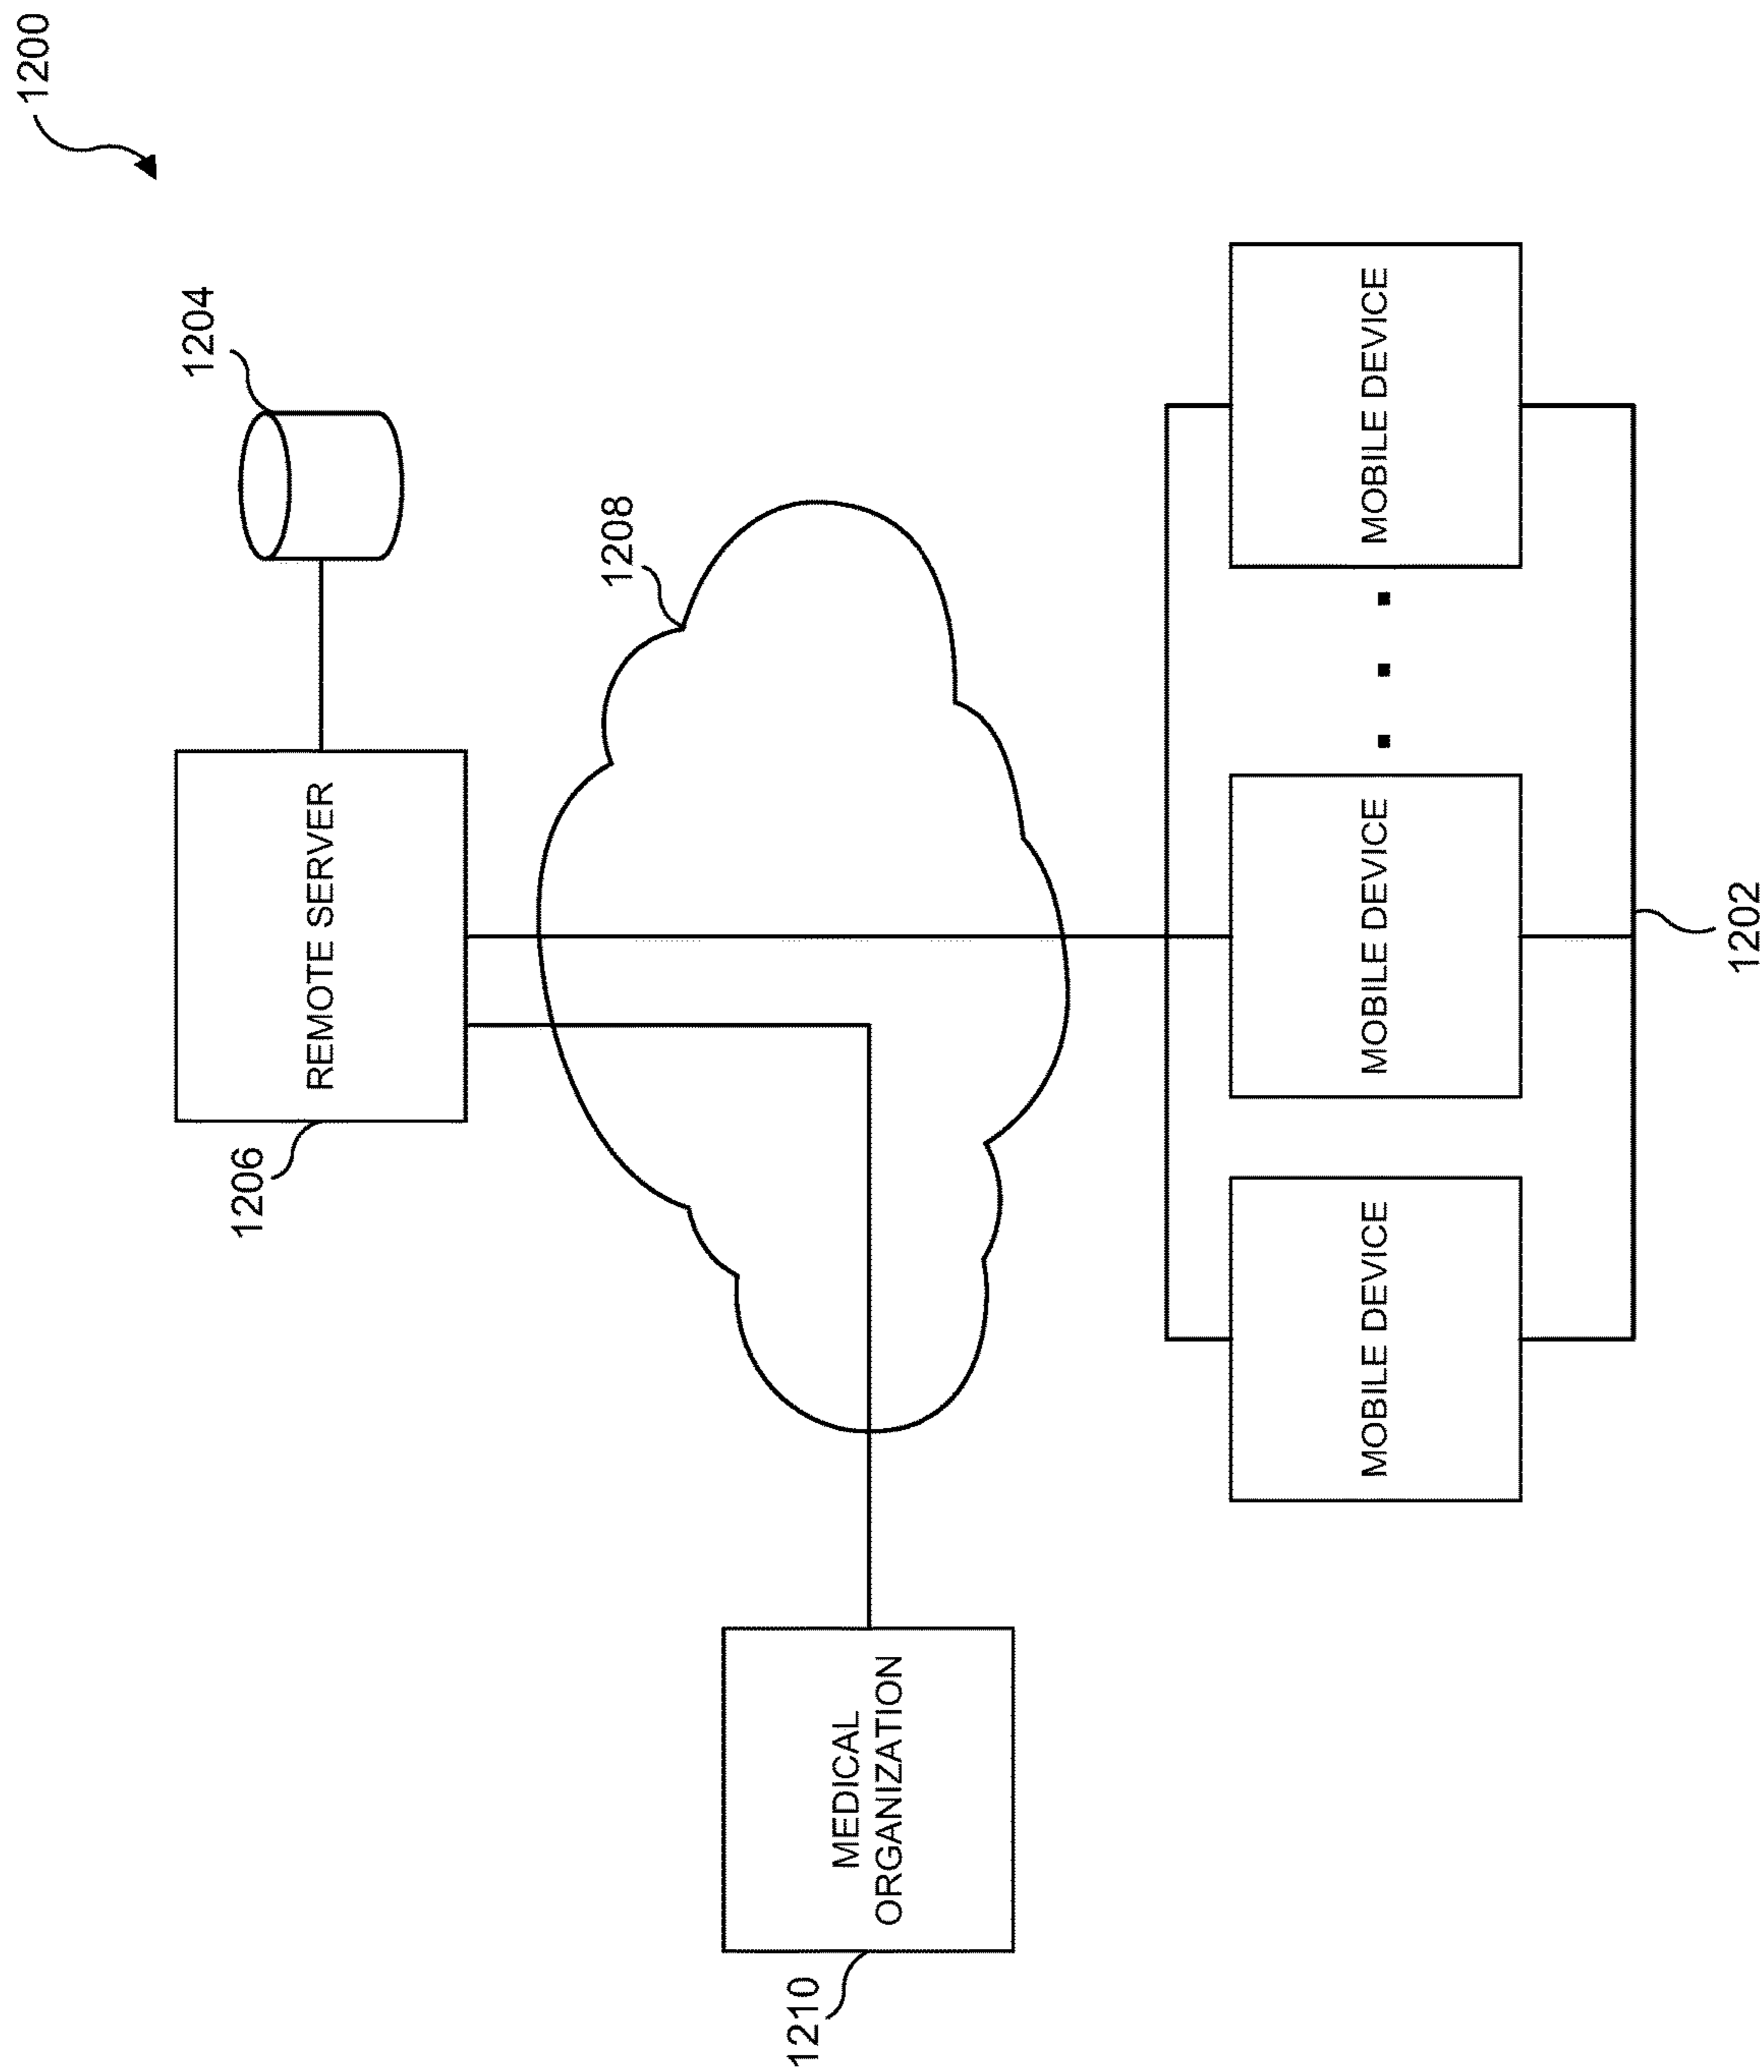 1200
1204
REMOTE SERVER
1206
1208
MEDICAL
ORGANIZATION
1210
MOBILE DEVICE
MOBILE DEVICE
MOBILE DEVICE
1202